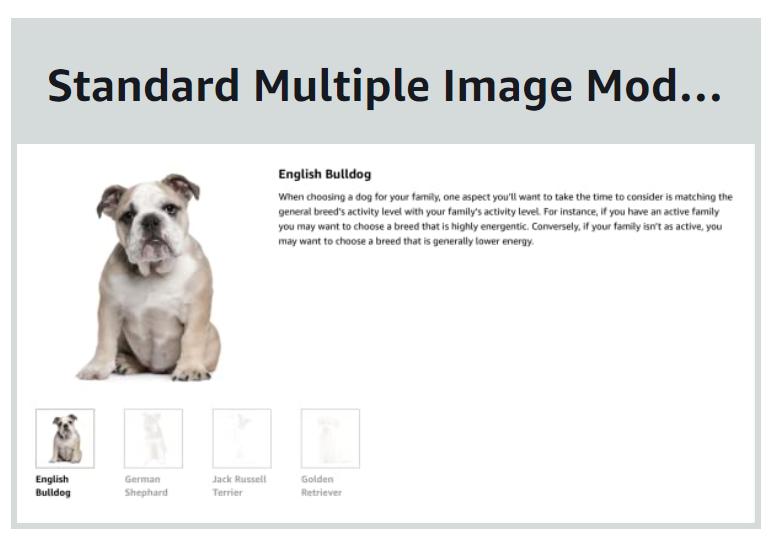 Standard Multiple Image Mod...
English Bulldog
When choosing a dog for your family, one aspect you'll want to take the time to consider is matching the
general breed's activity level with your family's activity level. For instance, if you have an active family
you may want to choose a breed that is highly energentic. Conversely, if your family isn't as active, you
may want to choose a breed that is generally lower energy.
English
Bulldog
German
Shephard
Jack Russell
Terrier
Golden
Retriever